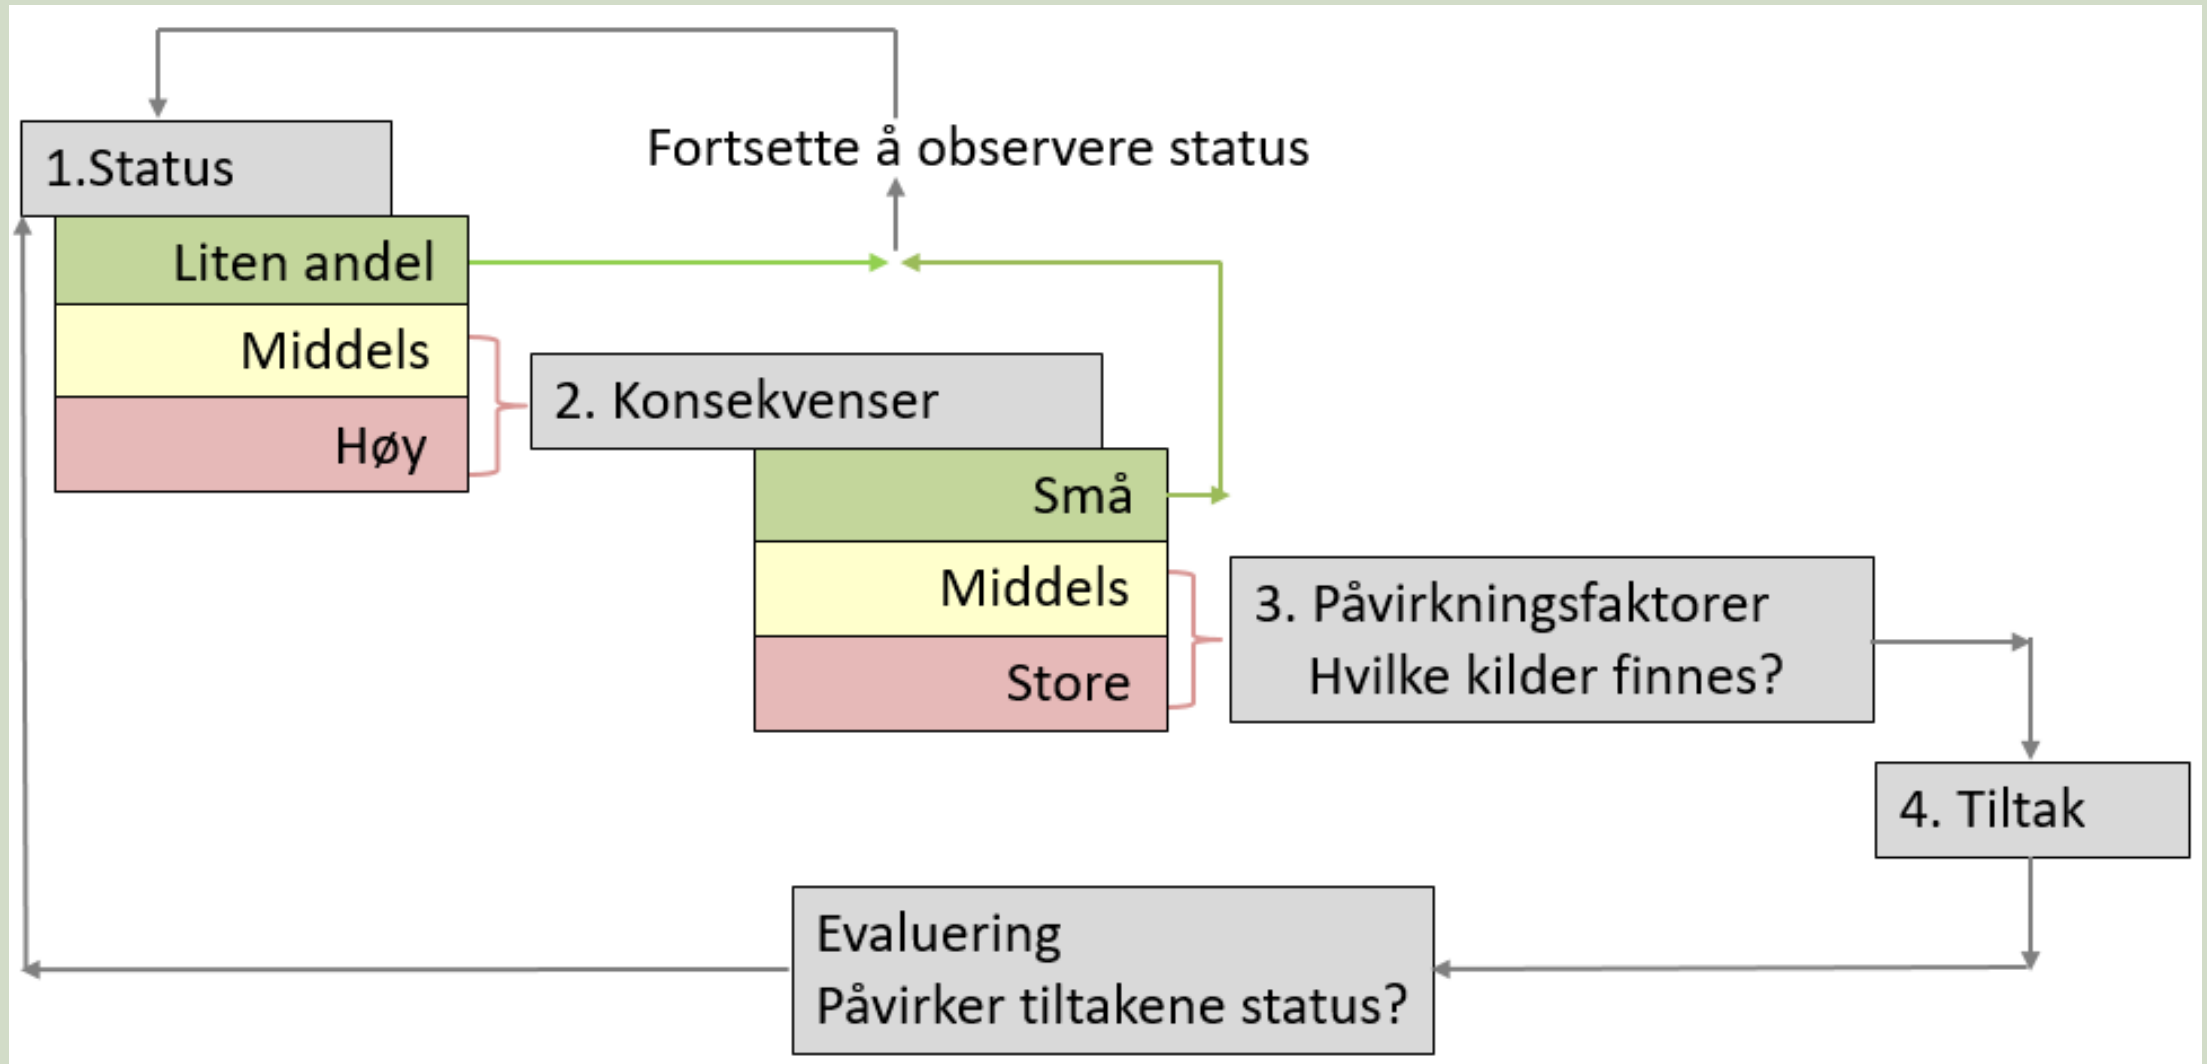 Fortsette å observere status
1.Status
Liten andel
Middels
Høy
2. Konsekvenser
Små
Middels
Store
3. Påvirkningsfaktorer
Hvilke kilder finnes?
4. Tiltak
Evaluering
Påvirker tiltakene status?